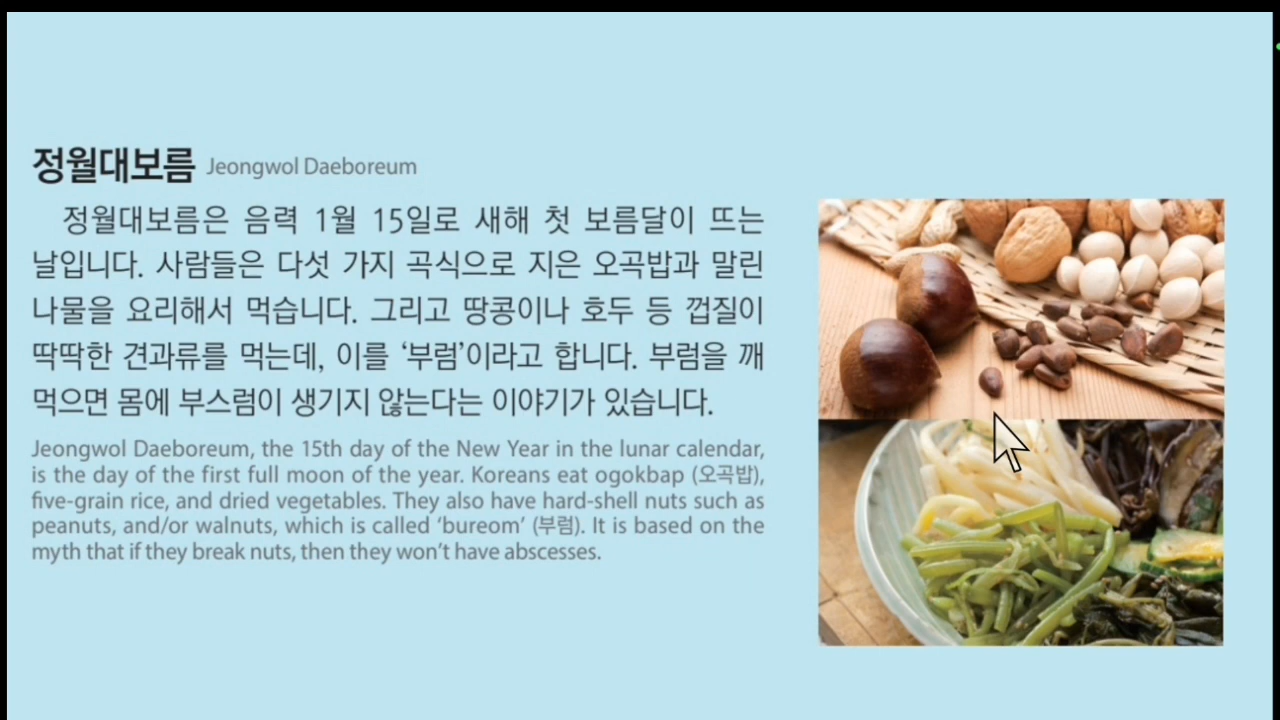 정월대보름 Jeongwol Daeboreum
정월대보름은 음력 1월 15일로 새해 첫 보름달이 뜨는
날입니다. 사람들은 다섯 가지 곡식으로 지은 오곡밥과 말린
나물을 요리해서 먹습니다. 그리고 땅콩이나 호두 등 껍질이
딱딱한 견과류를 먹는데, 이를 ‘부럼’이라고 합니다. 부럼을 깨
먹으면 몸에 부스럼이 생기지 않는다는 이야기가 있습니다.
Jeongwol Daeboreum, the 15th day of the New Year in the lunar calendar,
is the day of the first full moon of the year. Koreans eat ogokbap (오곡밥),
five-grain rice, and dried vegetables. They also have hard-shell nuts such as
peanuts, and/or walnuts, which is called ‘bureom’ (부럼). It is based on the
myth that if they break nuts, then they won’t have abscesses.